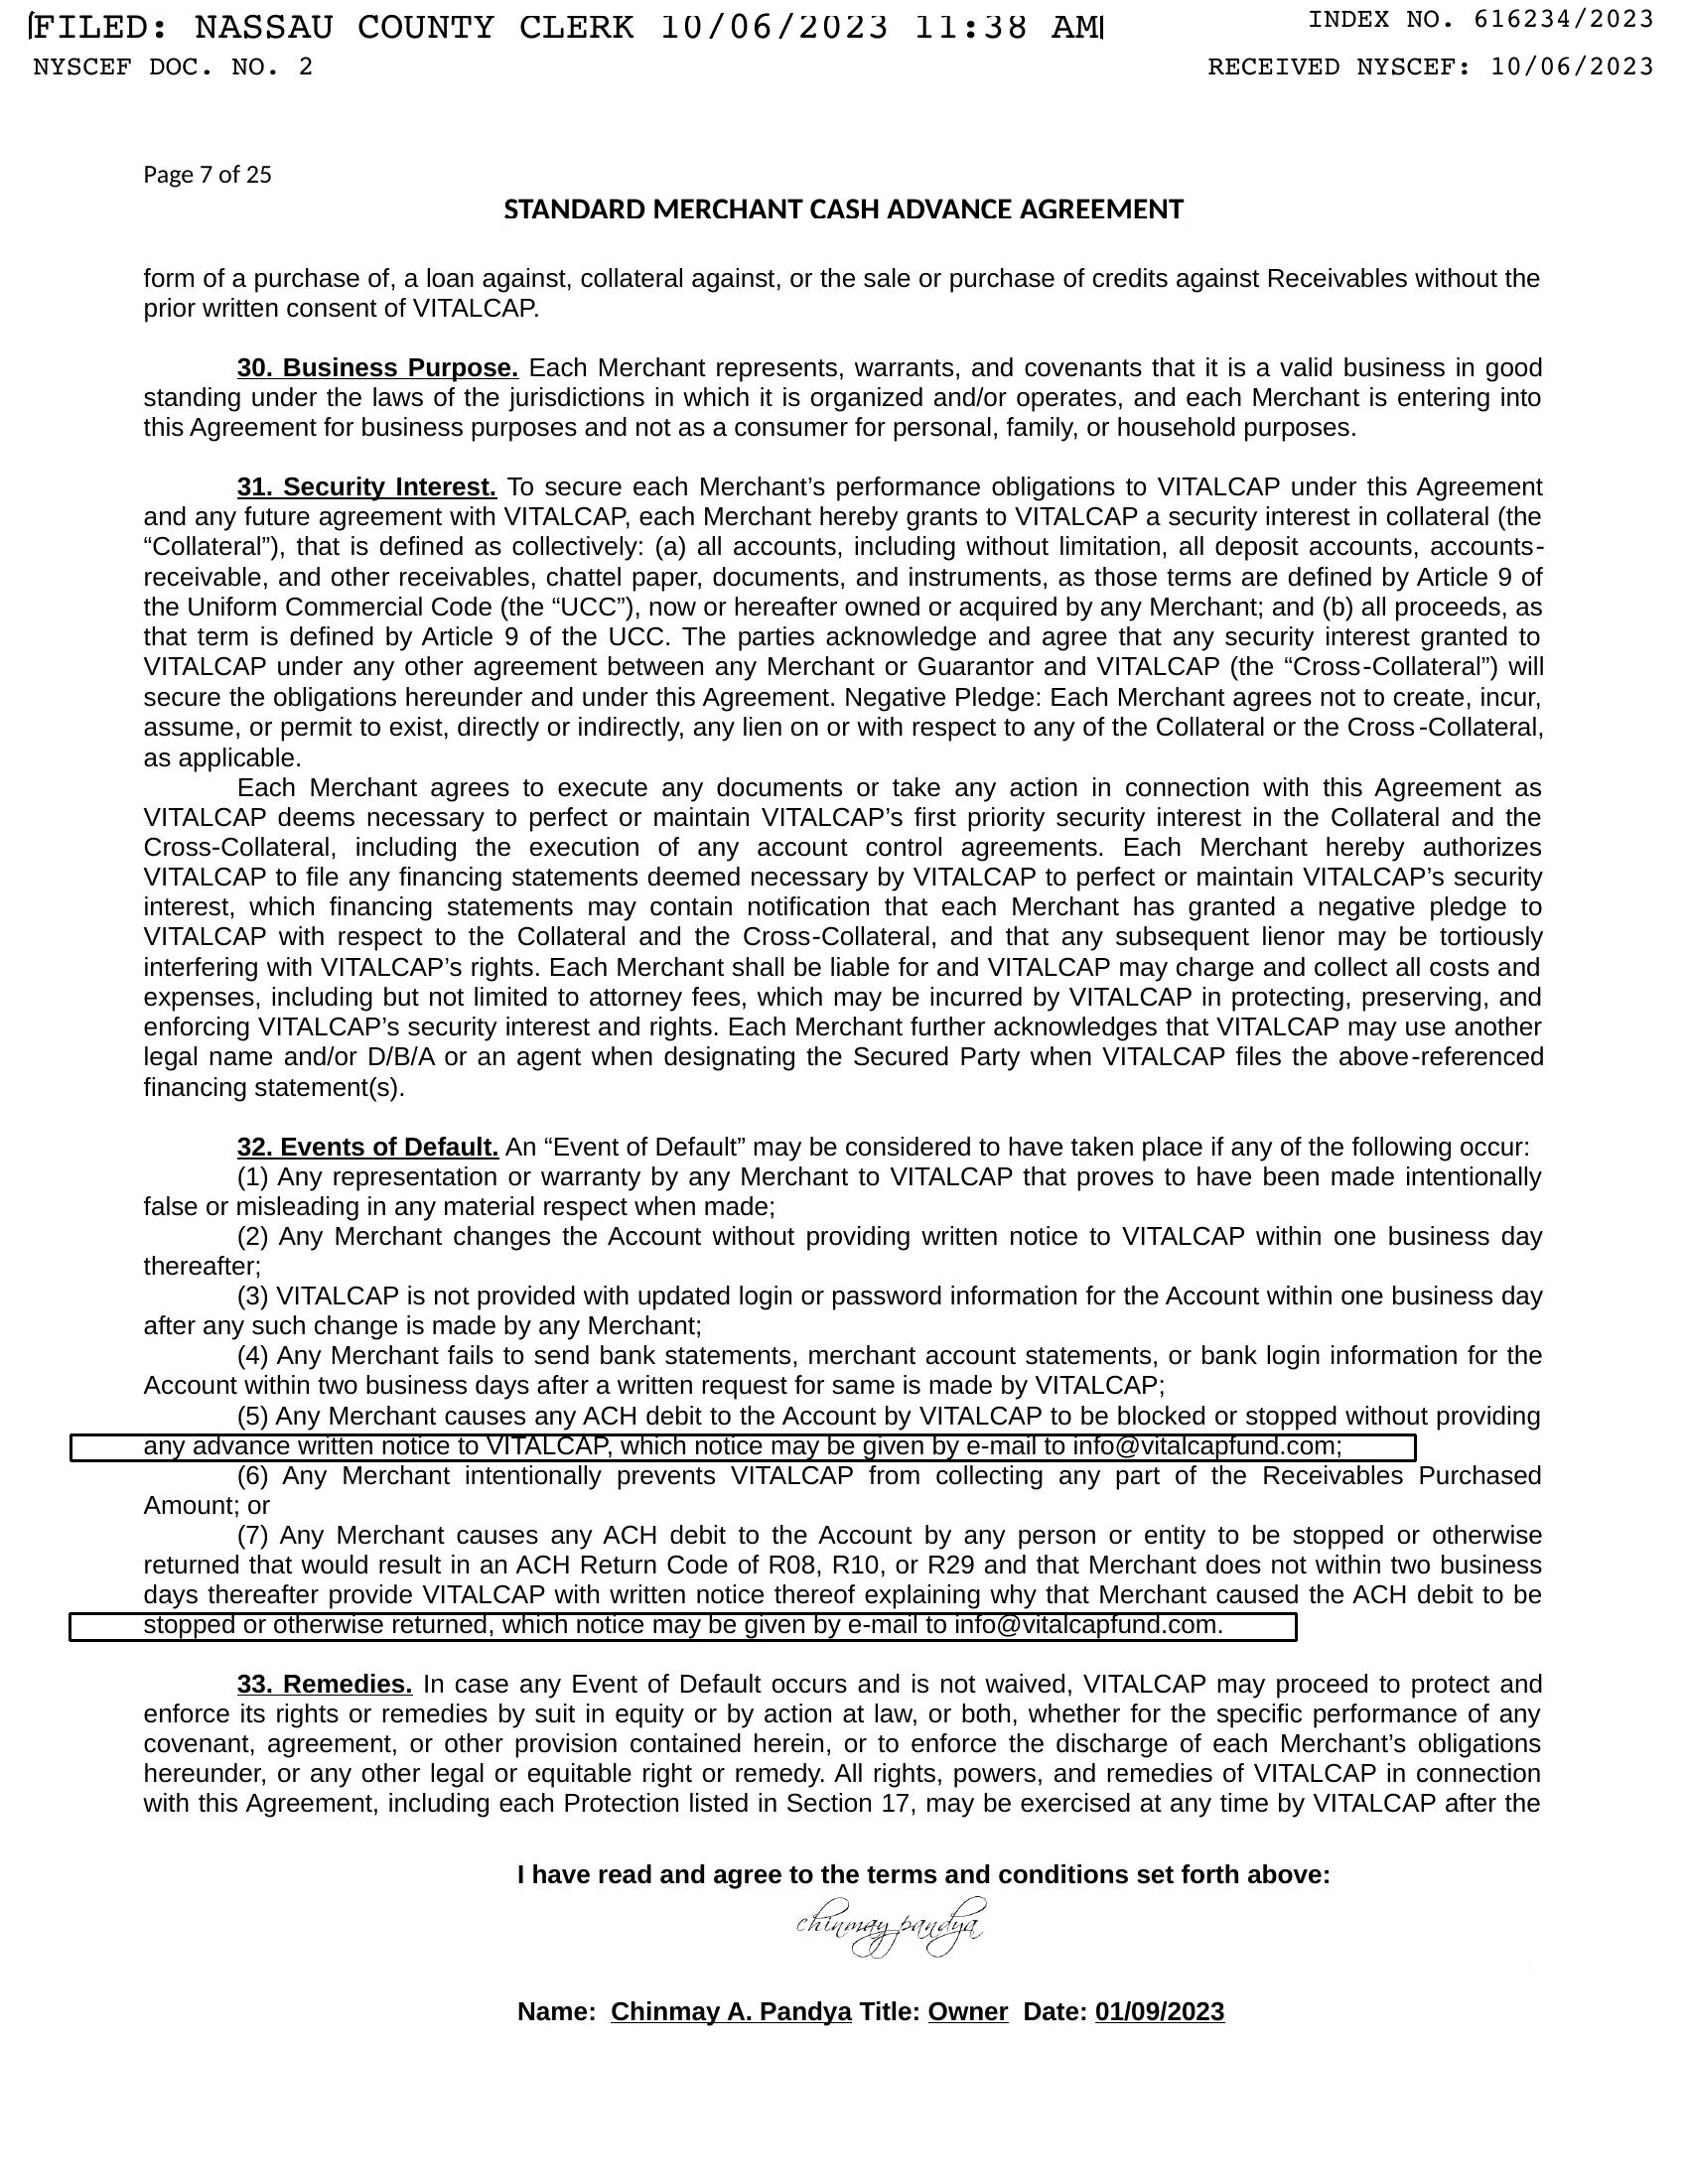 FILED: NASSAU COUNTY CLERK 10/06/2023 11:38 AM
INDEX NO. 616234/2023
NYSCEF DOC. NO. 2
RECEIVED NYSCEF: 10/06/2023
Page 7 of 25
STANDARD MERCHANT CASH ADVANCE AGREEMENT
form of a purchase of, a loan against, collateral against, or the sale or purchase of credits against Receivables without the
prior written consent of VITALCAP.
30. Business Purpose. Each Merchant represents, warrants, and covenants that it is a valid business in good
standing under the laws of the jurisdictions in which it is organized and/or operates, and each Merchant is entering into
this Agreement for business purposes and not as a consumer for personal, family, or household purposes.
31. Security Interest. To secure each Merchant’s performance obligations to VITALCAP under this Agreement
and any future agreement with VITALCAP, each Merchant hereby grants to VITALCAP a security interest in collateral (the
“Collateral”), that is defined as collectively: (a) all accounts, including without limitation, all deposit accounts, accounts-
receivable, and other receivables, chattel paper, documents, and instruments, as those terms are defined by Article 9 of
the Uniform Commercial Code (the “UCC”), now or hereafter owned or acquired by any Merchant; and (b) all proceeds, as
that term is defined by Article 9 of the UCC. The parties acknowledge and agree that any security interest granted to
VITALCAP under any other agreement between any Merchant or Guarantor and VITALCAP (the “Cross-Collateral”) will
secure the obligations hereunder and under this Agreement. Negative Pledge: Each Merchant agrees not to create, incur,
assume, or permit to exist, directly or indirectly, any lien on or with respect to any of the Collateral or the Cross-Collateral,
as applicable.
Each Merchant agrees to execute any documents or take any action in connection with this Agreement as
VITALCAP deems necessary to perfect or maintain VITALCAP’s first priority security interest in the Collateral and the
Cross-Collateral, including the execution of any account control agreements. Each Merchant hereby authorizes
VITALCAP to file any financing statements deemed necessary by VITALCAP to perfect or maintain VITALCAP’s security
interest, which financing statements may contain notification that each Merchant has granted a negative pledge to
VITALCAP with respect to the Collateral and the Cross-Collateral, and that any subsequent lienor may be tortiously
interfering with VITALCAP’s rights. Each Merchant shall be liable for and VITALCAP may charge and collect all costs and
expenses, including but not limited to attorney fees, which may be incurred by VITALCAP in protecting, preserving, and
enforcing VITALCAP’s security interest and rights. Each Merchant further acknowledges that VITALCAP may use another
legal name and/or D/B/A or an agent when designating the Secured Party when VITALCAP files the above-referenced
financing statement(s).
32. Events of Default. An “Event of Default” may be considered to have taken place if any of the following occur:
(1) Any representation or warranty by any Merchant to VITALCAP that proves to have been made intentionally
false or misleading in any material respect when made;
(2) Any Merchant changes the Account without providing written notice to VITALCAP within one business day
thereafter;
(3) VITALCAP is not provided with updated login or password information for the Account within one business day
after any such change is made by any Merchant;
(4) Any Merchant fails to send bank statements, merchant account statements, or bank login information for the
Account within two business days after a written request for same is made by VITALCAP;
(5) Any Merchant causes any ACH debit to the Account by VITALCAP to be blocked or stopped without providing
any advance written notice to VITALCAP, which notice may be given by e-mail to info@vitalcapfund.com;
(6) Any Merchant intentionally prevents VITALCAP from collecting any part of the Receivables Purchased
Amount; or
(7) Any Merchant causes any ACH debit to the Account by any person or entity to be stopped or otherwise
returned that would result in an ACH Return Code of R08, R10, or R29 and that Merchant does not within two business
days thereafter provide VITALCAP with written notice thereof explaining why that Merchant caused the ACH debit to be
stopped or otherwise returned, which notice may be given by e-mail to info@vitalcapfund.com.
33. Remedies. In case any Event of Default occurs and is not waived, VITALCAP may proceed to protect and
enforce its rights or remedies by suit in equity or by action at law, or both, whether for the specific performance of any
covenant, agreement, or other provision contained herein, or to enforce the discharge of each Merchant’s obligations
hereunder, or any other legal or equitable right or remedy. All rights, powers, and remedies of VITALCAP in connection
with this Agreement, including each Protection listed in Section 17, may be exercised at any time by VITALCAP after the
I have read and agree to the terms and conditions set forth above:
chinmay pandya
Name: Chinmay A. Pandya Title: Owner Date: 01/09/2023